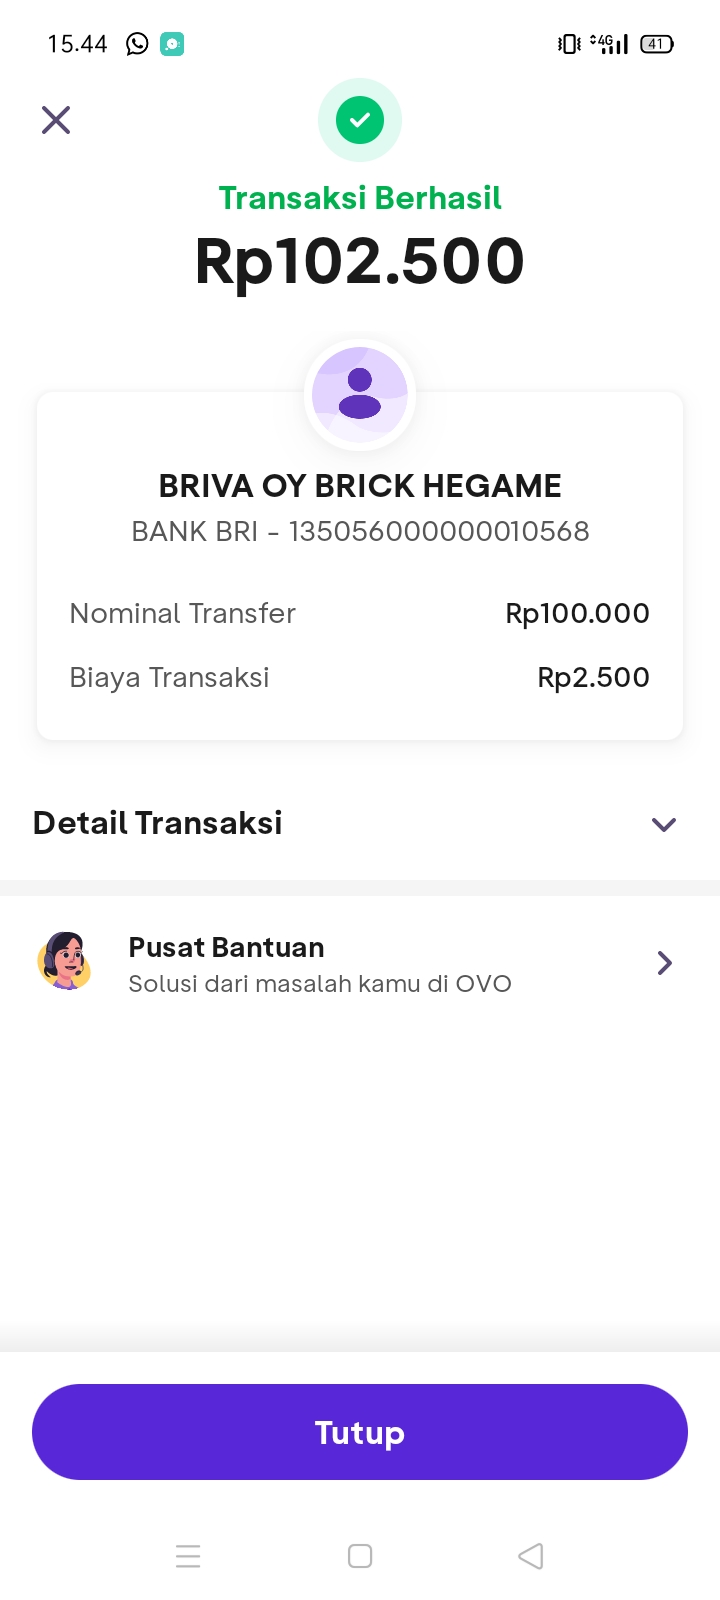 15.44
4G
41
Transaksi Berhasil
Rp102.500
BRIVA OY BRICK HEGAME
BANK BRI - 135056000000010568
Nominal Transfer Rp100.000
Biaya Transaksi Rp2.500
Detail Transaksi
Pusat Bantuan
Solusi dari masalah kamu di OVO
Tutup